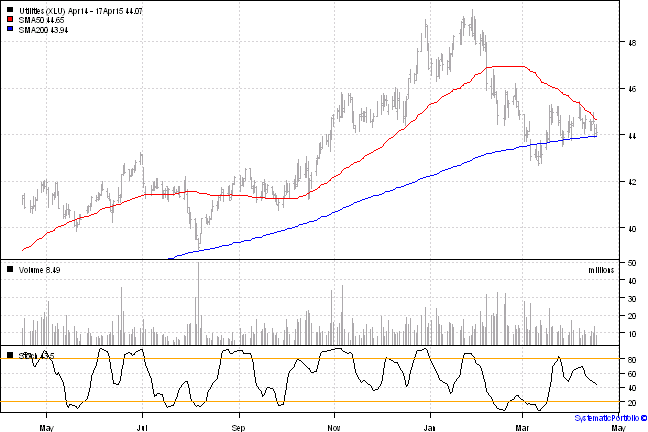 Utilities (XLU) Apr14 - 17Apr15 44.07
SMA50 44.65
SMA200 43.94
48
46
44
42
40
50
Volume 8.49
millions
40
30
20
10
80
60
40
20
May
Jul
Sep
Nov
Jan
Mar
May
SystematicPortfolio ©